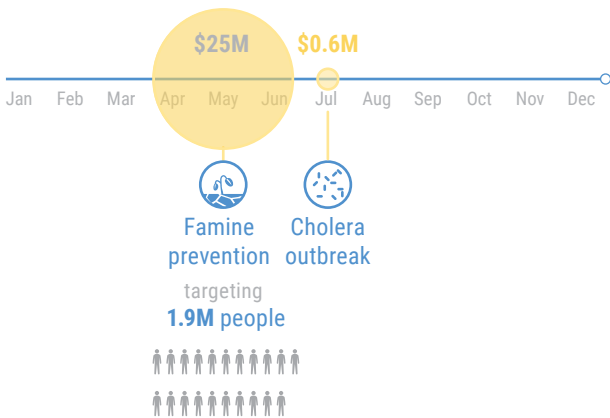 $25M $0.6M
Jan Feb Mar Apr May Jun Jul Aug Sep Oct Nov Dec
Famine Cholera
prevention outbreak
targeting
1.9M people